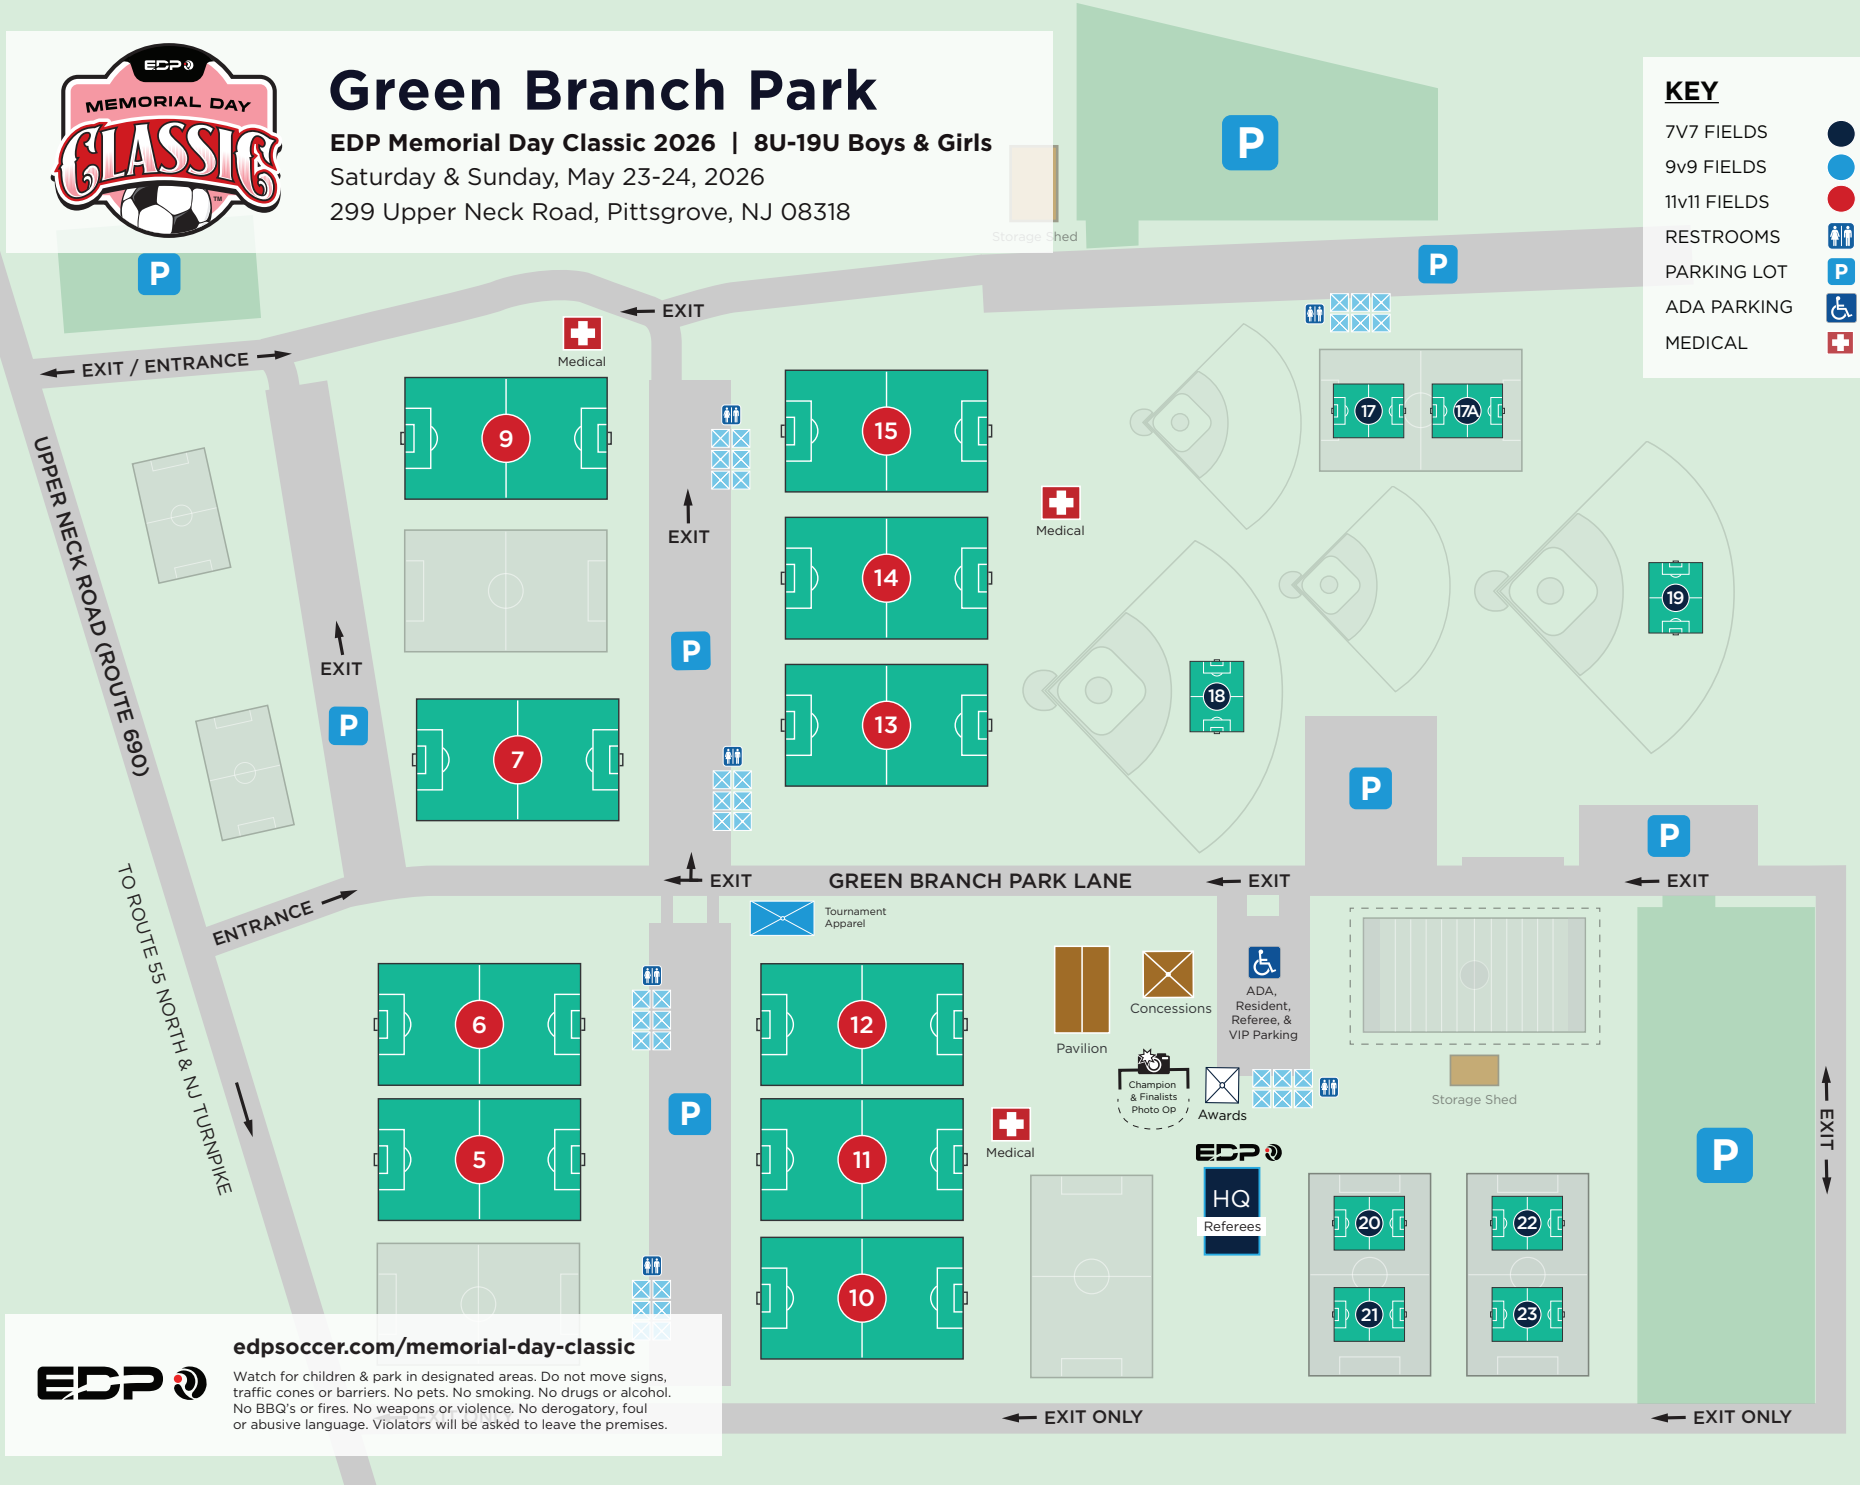 EDP
MEMORIAL DAY
CLASSIC
TM
Green Branch Park
EDP Memorial Day Classic 2026 | 8U-19U Boys & Girls
Saturday & Sunday, May 23-24, 2026
299 Upper Neck Road, Pittsgrove, NJ 08318
Storage Shed
P
P
P
KEY
7V7 FIELDS
9v9 FIELDS
11v11 FIELDS
RESTROOMS
PARKING LOT
P
ADA PARKING
MEDICAL
EXIT
EXIT / ENTRANCE
Medical
9
15
17
17A
UPPER NECK ROAD (ROUTE 690)
EXIT
Medical
14
19
EXIT
P
P
7
13
18
P
P
ENTRANCE
EXIT
GREEN BRANCH PARK LANE
EXIT
EXIT
TO ROUTE 55 NORTH & NJ TURNPIKE
Tournament
Apparel
6
12
Pavilion
Concessions
ADA,
Resident,
Referee, &
VIP Parking
Champion
& Finalists
Photo Op
Awards
Storage Shed
5
P
11
Medical
EDP
HQ
Referees
P
EXIT
20
22
10
21
23
edpsoccer.com/memorial-day-classic
EDP
Watch for children & park in designated areas. Do not move signs,
traffic cones or barriers. No pets. No smoking. No drugs or alcohol.
No BBQ's or fires. No weapons or violence. No derogatory, foul
or abusive language. Violators will be asked to leave the premises.
EXIT ONLY
EXIT ONLY
EXIT ONLY